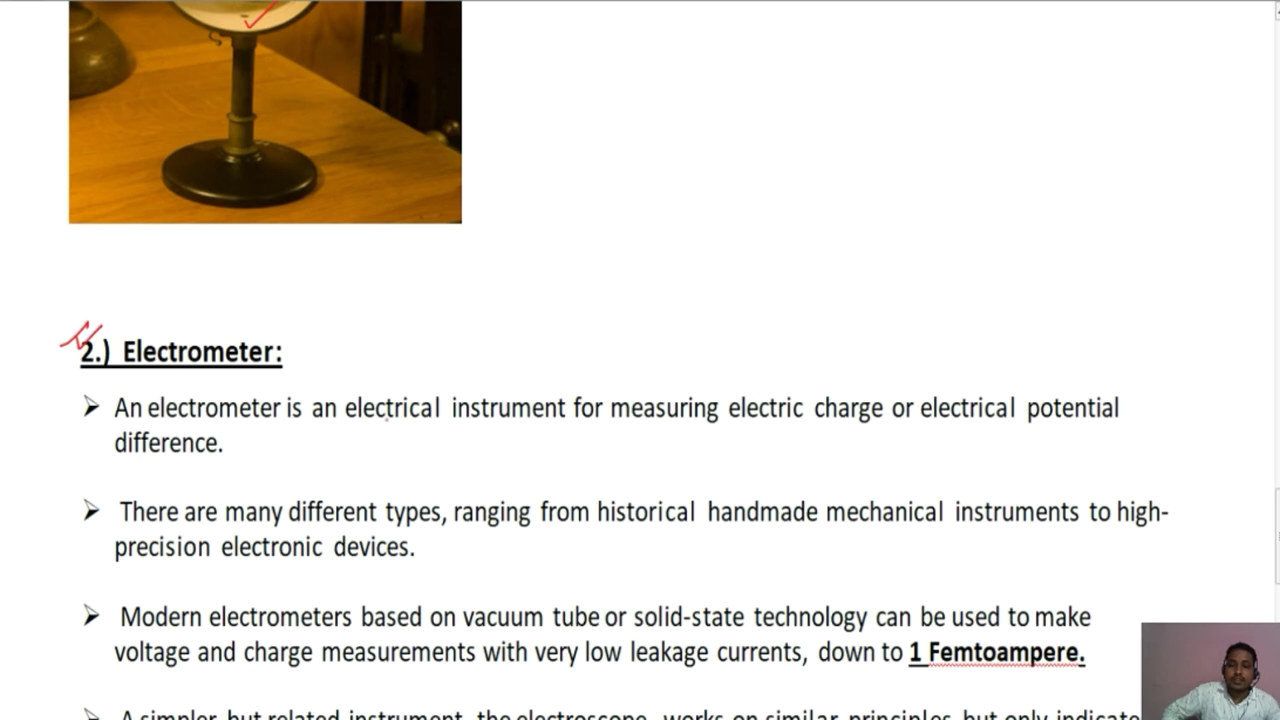 2.) Electrometer:
An electrometer is an electrical instrument for measuring electric charge or electrical potential
difference.
There are many different types, ranging from historical handmade mechanical instruments to high-
precision electronic devices.
Modern electrometers based on vacuum tube or solid-state technology can be used to make
voltage and charge measurements with very low leakage currents, down to 1 Femtoampere.
A simpler but related instrument, the electroscope, works on similar principles but only indicate